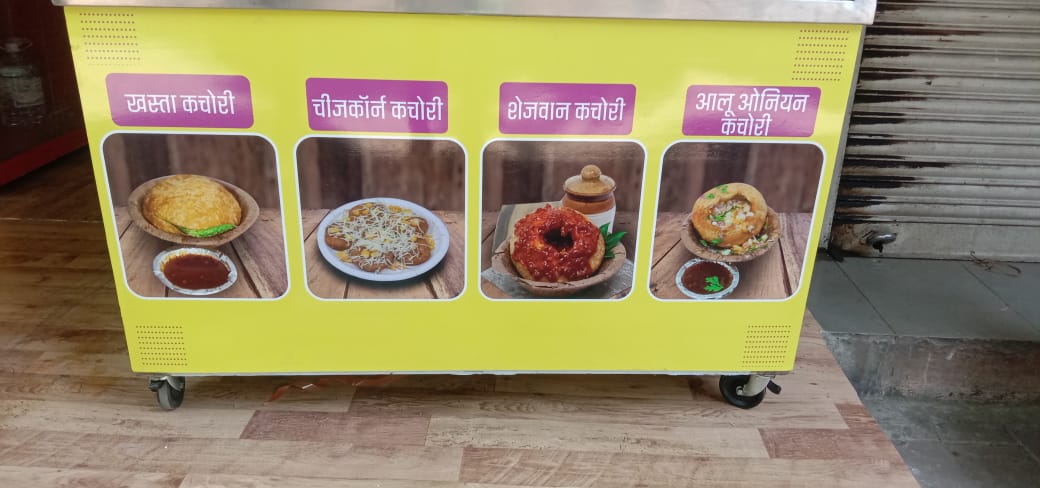 खस्ता कचोरी
चीजकॉर्न कचोरी
शेजवान कचोरी
आलू ओनियन
कचोरी